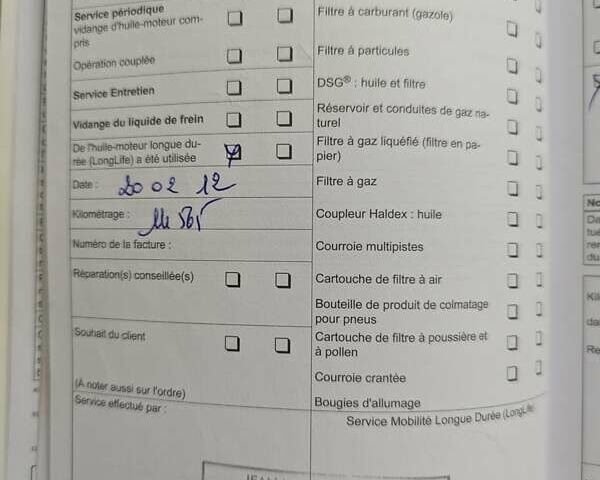 Service périodique
vidange d'huile-moteur com-
pris
Opération couplée
Service Entretien
Vidange du liquide de frein
De l'huile-moteur longue du-
rée (LongLife) a été utilisée
Date : 20 02 12
Kilométrage :
Numéro de la facture :
Réparation(s) conseillée(s)
Souhait du client
(À noter aussi sur l'ordre)
Service effectué par :
Filtre à carburant (gazole)
Filtre à particules
DSG® : huile et filtre
Réservoir et conduites de gaz na-
turel
Filtre à gaz liquéfié (filtre en pa-
pier)
Filtre à gaz
Coupleur Haldex : huile
Courroie multipistes
Cartouche de filtre à air
Bouteille de produit de colmatage
pour pneus
Cartouche de filtre à poussière et
à pollen
Courroie crantée
Bougies d'allumage
Service Mobilité Longue Durée (LongLife)